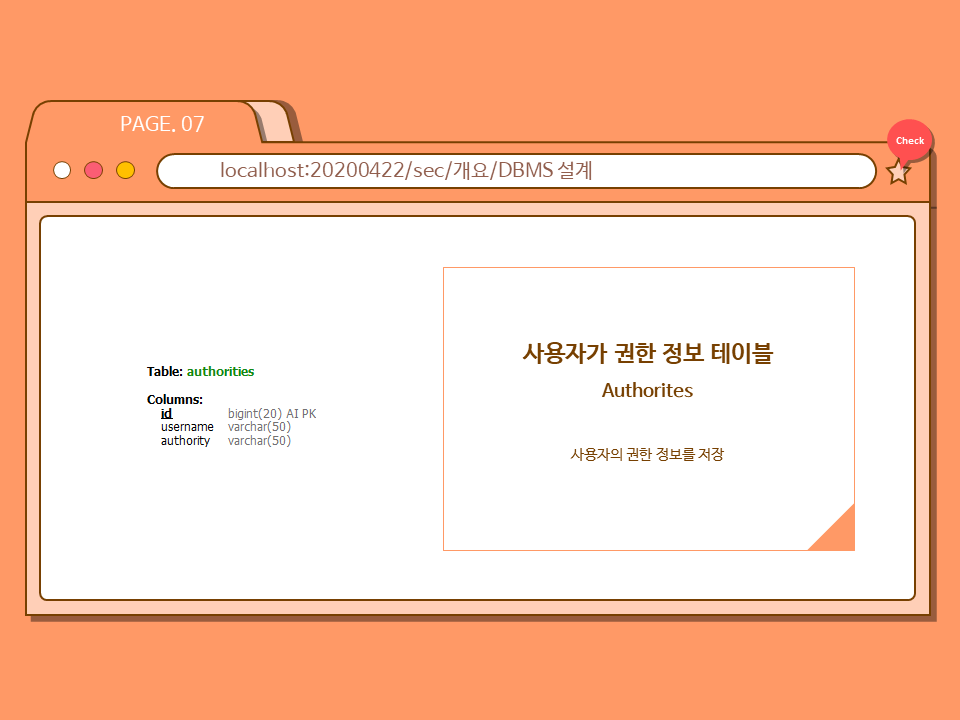 PAGE. 07
Check
localhost:20200422/sec/개요/DBMS 설계
Table: authorities
Columns:
id bigint(20) AI PK
username varchar(50)
authority varchar(50)
사용자가 권한 정보 테이블
Authorites
사용자의 권한 정보를 저장